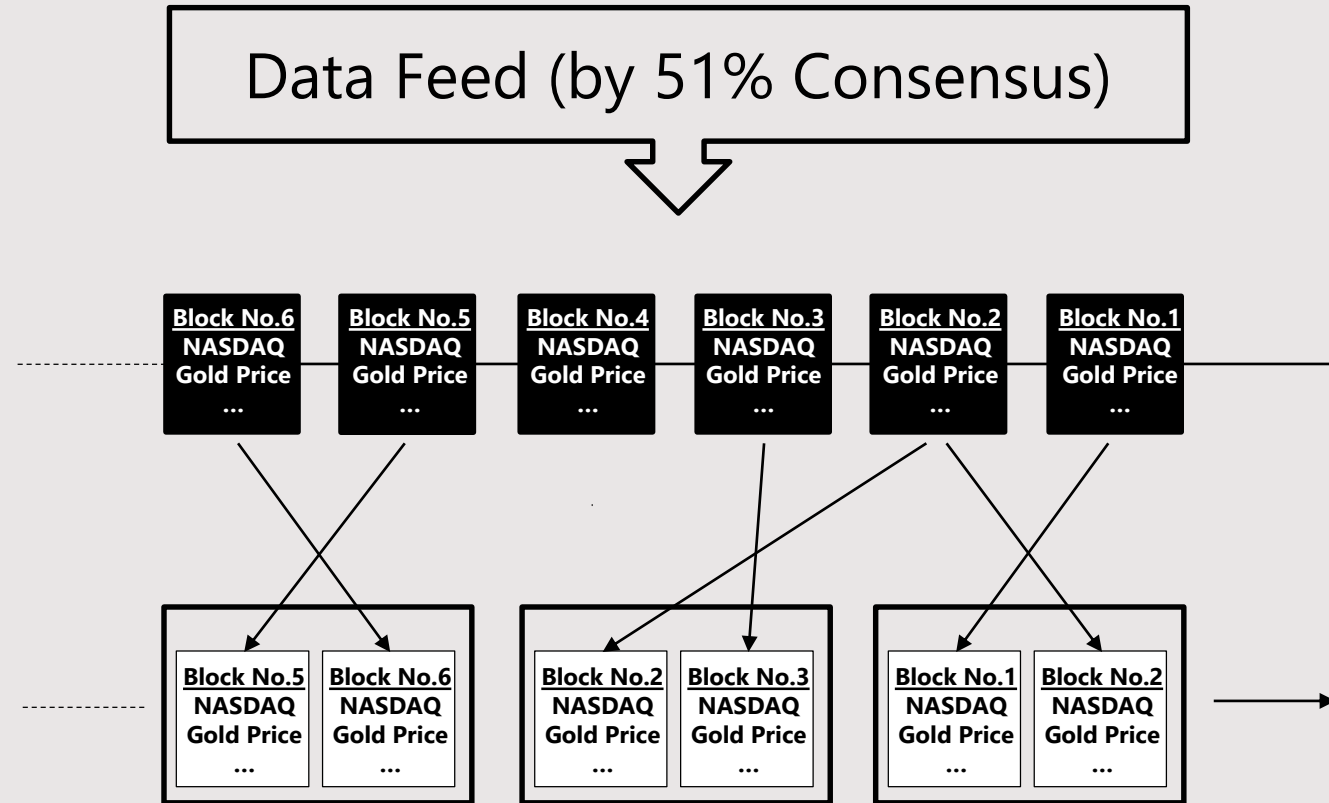 Data Feed (by 51% Consensus)
Block No.6
NASDAQ
Gold Price
...
Block No.5
NASDAQ
Gold Price
...
Block No.4
NASDAQ
Gold Price
...
Block No.3
NASDAQ
Gold Price
...
Block No.2
NASDAQ
Gold Price
...
Block No.1
NASDAQ
Gold Price
...
Block No.5
NASDAQ
Gold Price
...
Block No.6
NASDAQ
Gold Price
...
Block No.2
NASDAQ
Gold Price
...
Block No.3
NASDAQ
Gold Price
...
Block No.1
NASDAQ
Gold Price
...
Block No.2
NASDAQ
Gold Price
...